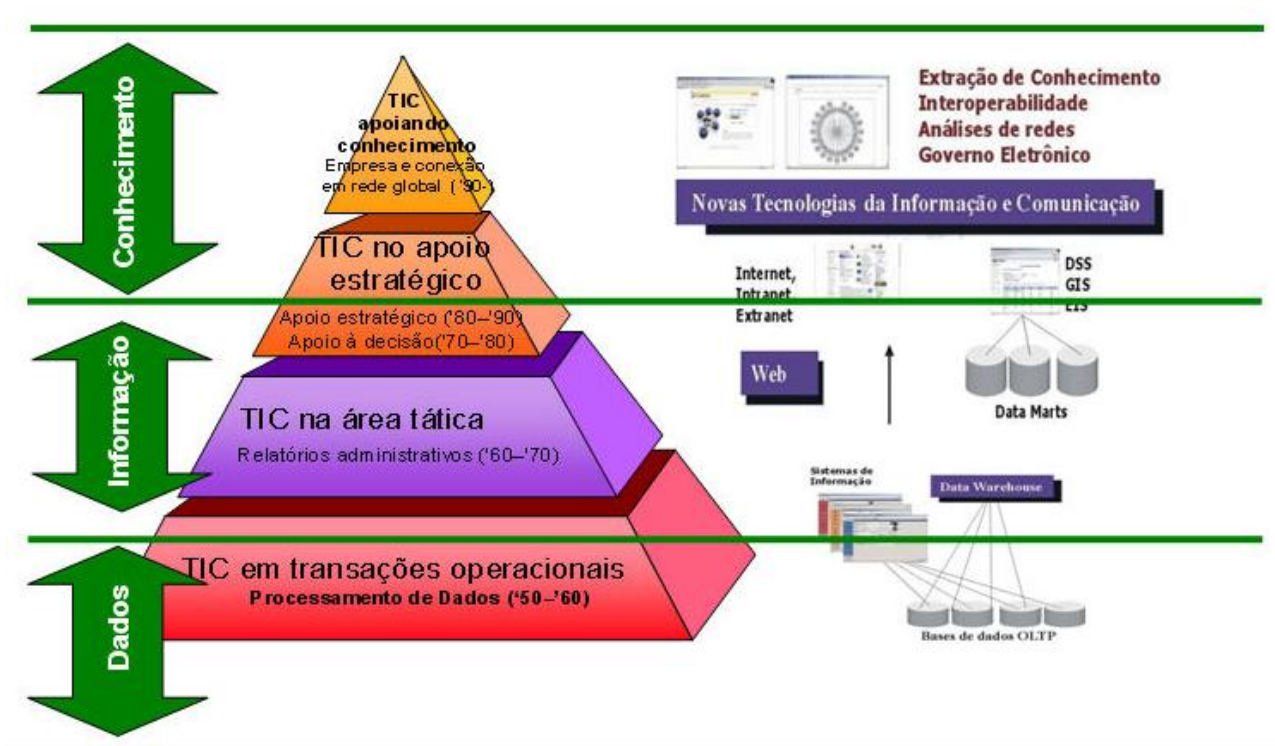 Conhecimento
TIC
apoiando
conhecimento
Empresa e conexão
em rede global ( '90-)
TIC no apoio
estratégico
Apoio estratégico ('80–'90)
Apoio à decisão('70–'80)
Informação
TIC na área tática
Relatórios administrativos ('60–'70)
Dados
TIC em transações operacionais
Processamento de Dados ('50–'60)
Extração de Conhecimento
Interoperabilidade
Análises de redes
Governo Eletrônico
Novas Tecnologias da Informação e Comunicação
Internet,
Intranet,
Extranet
DSS
GIS
EIS
Web
Data Marts
Sistemas de
Informação
Data Warehouse
Bases de dados OLTP